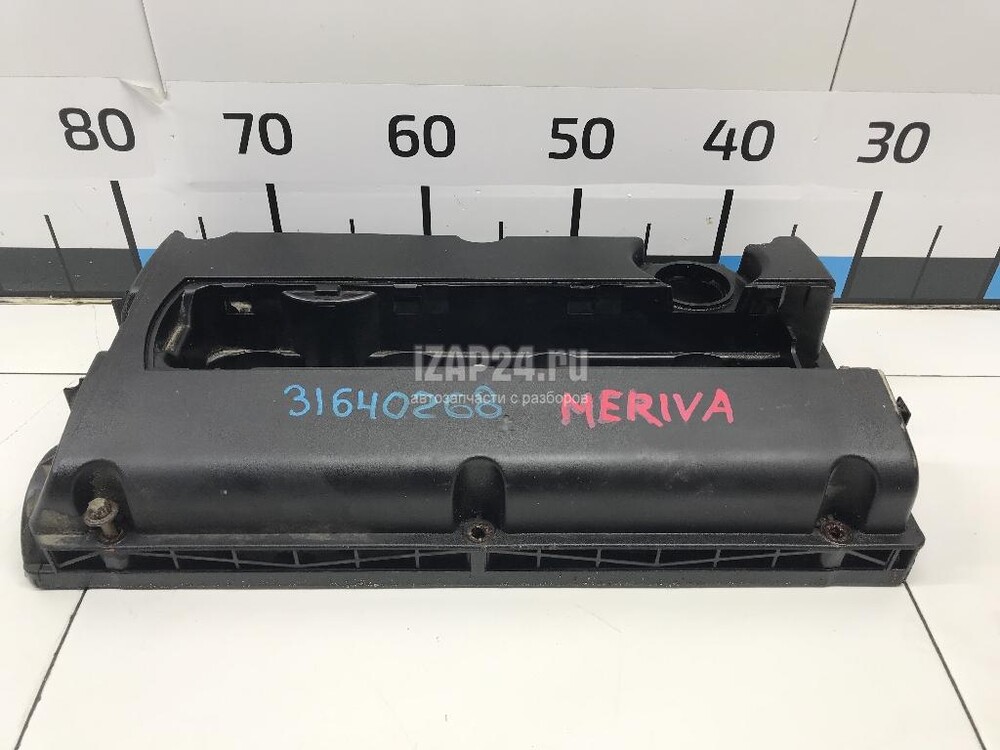 80 70 60 50 40 30
IZAP24.ru
автозапчасти с разборов
31640268 MERIVA